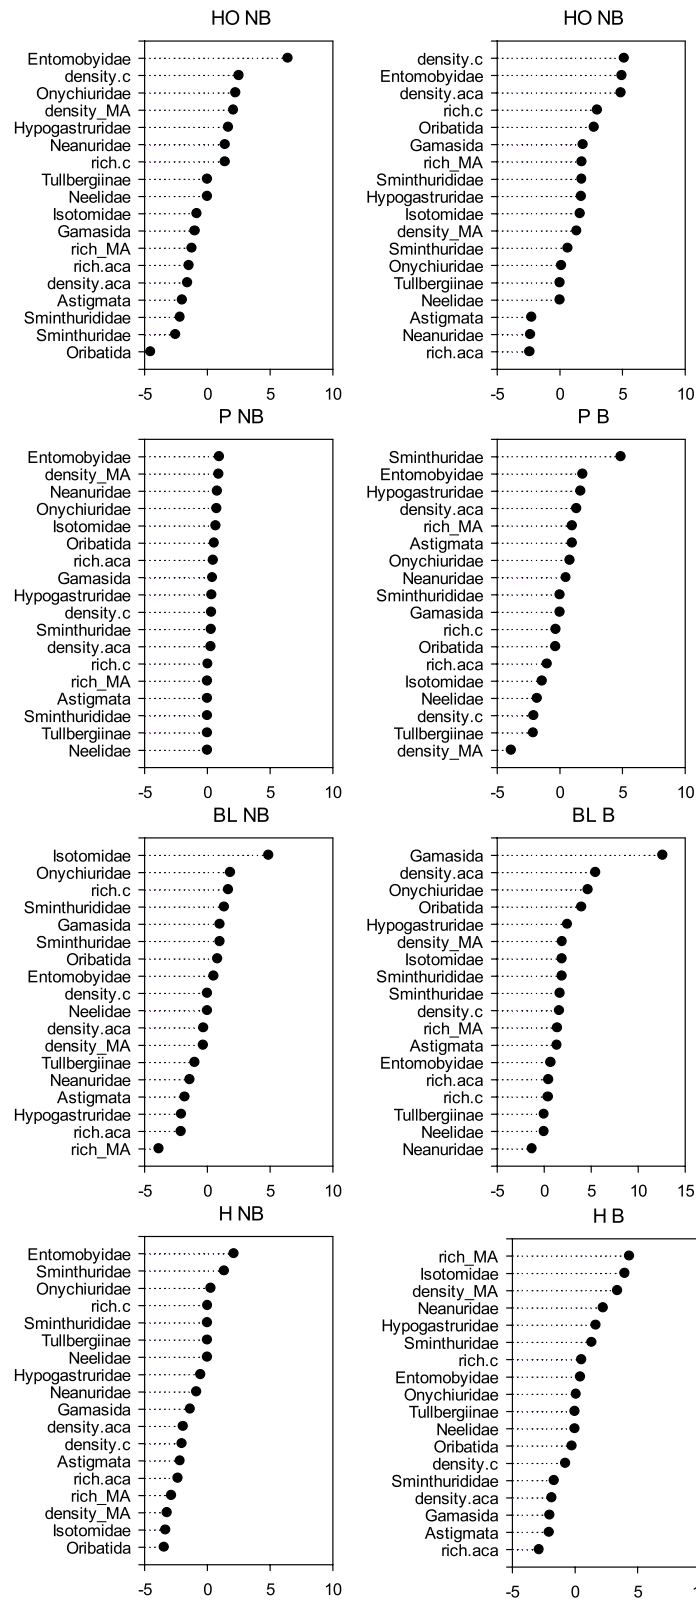 HO NB
Entomobyidae
density.c
Onychiuridae
density_MA
Hypogastruridae
Neanuridae
rich.c
Tullbergiinae
Neelidae
Isotomidae
Gamasida
rich_MA
rich.aca
density.aca
Astigmata
Sminthurididae
Sminthuridae
Oribatida
-5 0 5 10
HO NB
density.c
Entomobyidae
density.aca
rich.c
Oribatida
Gamasida
rich_MA
Sminthurididae
Hypogastruridae
Isotomidae
density_MA
Sminthuridae
Onychiuridae
Tullbergiinae
Neelidae
Astigmata
Neanuridae
rich.aca
-5 0 5 10
P NB
Entomobyidae
density_MA
Neanuridae
Onychiuridae
Isotomidae
Oribatida
rich.aca
Gamasida
Hypogastruridae
density.c
Sminthuridae
density.aca
rich.c
rich_MA
Astigmata
Sminthurididae
Tullbergiinae
Neelidae
-5 0 5 10
P B
Sminthuridae
Entomobyidae
Hypogastruridae
density.aca
rich_MA
Astigmata
Onychiuridae
Neanuridae
Sminthurididae
Gamasida
rich.c
Oribatida
rich.aca
Isotomidae
Neelidae
density.c
Tullbergiinae
density_MA
-5 0 5 10
BL NB
Isotomidae
Onychiuridae
rich.c
Sminthurididae
Gamasida
Sminthuridae
Oribatida
Entomobyidae
density.c
Neelidae
density.aca
density_MA
Tullbergiinae
Neanuridae
Astigmata
Hypogastruridae
rich.aca
rich_MA
-5 0 5 10
BL B
Gamasida
density.aca
Onychiuridae
Oribatida
Hypogastruridae
density_MA
Isotomidae
Sminthurididae
Sminthuridae
density.c
rich_MA
Astigmata
Entomobyidae
rich.aca
rich.c
Tullbergiinae
Neelidae
Neanuridae
-5 0 5 10 15
H NB
Entomobyidae
Sminthuridae
Onychiuridae
rich.c
Sminthurididae
Tullbergiinae
Neelidae
Hypogastruridae
Neanuridae
Gamasida
density.aca
density.c
Astigmata
rich.aca
rich_MA
density_MA
Isotomidae
Oribatida
-5 0 5 10
H B
rich_MA
Isotomidae
density_MA
Neanuridae
Hypogastruridae
Sminthuridae
rich.c
Entomobyidae
Onychiuridae
Tullbergiinae
Neelidae
Oribatida
density.c
Sminthurididae
density.aca
Gamasida
Astigmata
rich.aca
-5 0 5